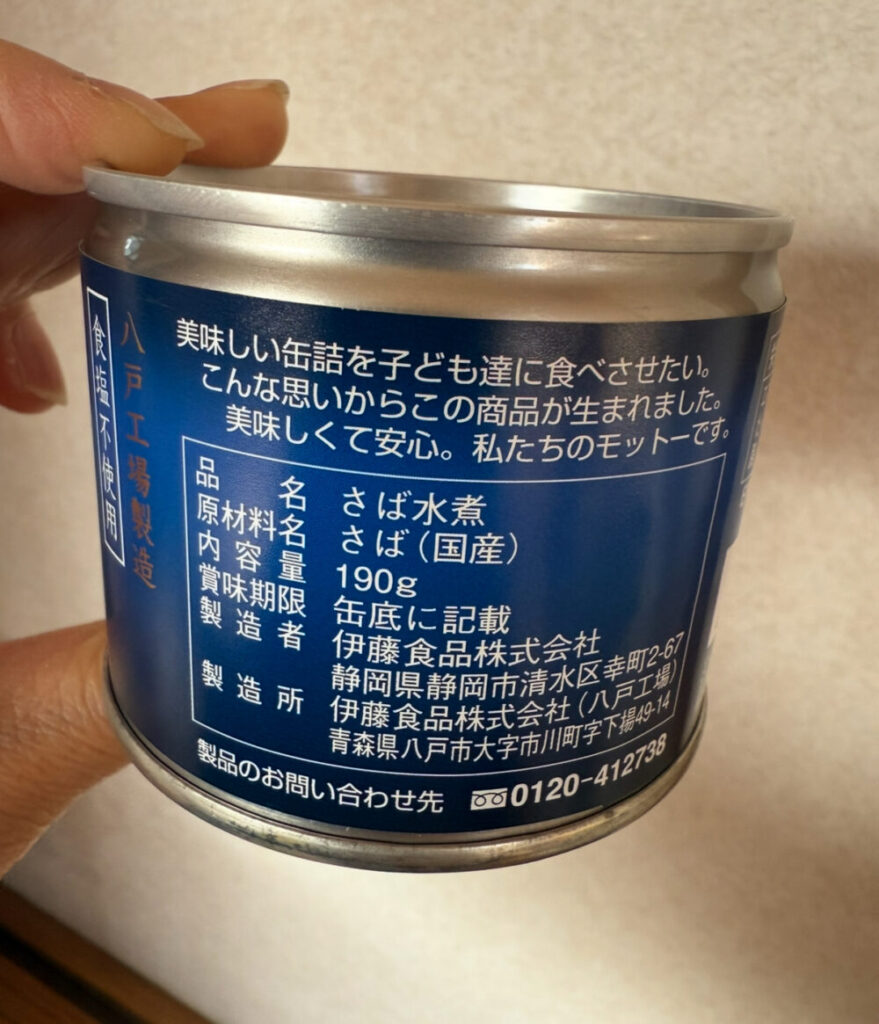 食塩不使用
八戸工場製造
美味しい缶詰を子ども達に食べさせたい。
こんな思いからこの商品が生まれました。
美味しくて安心。私たちのモットーです。
品名 さば水煮
原材料名 さば(国産)
内容量 190g
賞味期限 缶底に記載
製造者 伊藤食品株式会社
静岡県静岡市清水区幸町2-67
製造所 伊藤食品株式会社(八戸工場)
青森県八戸市大字市川町字下揚49-14
製品のお問い合わせ先 0120-412738